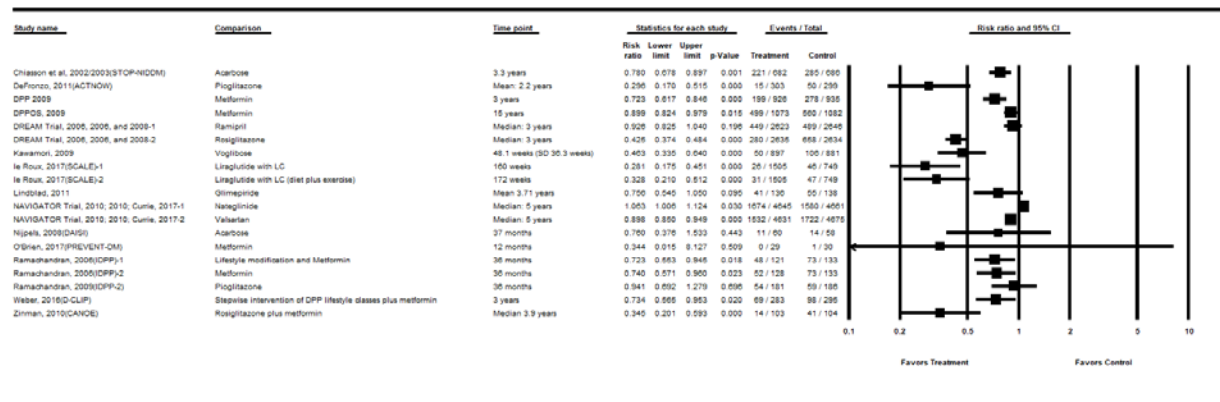 Study name Comparison Time point Statistics for each study Events / Total Risk ratio and 95% CI
Risk ratio Lower limit Upper limit p-Value Treatment Control
Chiasson et al, 2002/2003(STOP-NIDDM) Acarbose 3.3 years 0.780 0.678 0.897 0.001 221 / 682 285 / 686
DeFronzo, 2011(ACTNOW) Pioglitazone Mean: 2.2 years 0.296 0.170 0.515 0.000 15 / 303 50 / 299
DPP 2009 Metformin 3 years 0.723 0.617 0.846 0.000 199 / 926 278 / 935
DPPOS, 2009 Metformin 15 years 0.899 0.824 0.979 0.015 499 / 1073 560 / 1082
DREAM Trial, 2006, 2006, and 2008-1 Ramipril Median: 3 years 0.926 0.825 1.040 0.196 449 / 2623 489 / 2646
DREAM Trial, 2006, 2006, and 2008-2 Rosiglitazone Median: 3 years 0.426 0.374 0.484 0.000 280 / 2635 658 / 2634
Kawamori, 2009 Voglibose 48.1 weeks (SD 36.3 weeks) 0.463 0.335 0.640 0.000 50 / 897 106 / 881
le Roux, 2017(SCALE)-1 Liraglutide with LC 160 weeks 0.281 0.175 0.451 0.000 26 / 1505 46 / 749
le Roux, 2017(SCALE)-2 Liraglutide with LC (diet plus exercise) 172 weeks 0.328 0.210 0.512 0.000 31 / 1505 47 / 749
Lindblad, 2011 Glimepiride Mean 3.71 years 0.756 0.545 1.050 0.095 41 / 136 55 / 138
NAVIGATOR Trial, 2010; 2010; Currie, 2017-1 Nateglinide Median: 5 years 1.063 1.006 1.124 0.030 1674 / 4645 1580 / 4661
NAVIGATOR Trial, 2010; 2010; Currie, 2017-2 Valsartan Median: 5 years 0.898 0.850 0.949 0.000 1532 / 4631 1722 / 4675
Nijpels, 2008(DAISI) Acarbose 37 months 0.760 0.376 1.533 0.443 11 / 60 14 / 58
O'Brien, 2017(PREVENT-DM) Metformin 12 months 0.344 0.015 8.127 0.509 0 / 29 1 / 30
Ramachandran, 2006(IDPP)-1 Lifestyle modification and Metformin 36 months 0.723 0.553 0.946 0.018 48 / 121 73 / 133
Ramachandran, 2006(IDPP)-2 Metformin 36 months 0.740 0.571 0.960 0.023 52 / 128 73 / 133
Ramachandran, 2009(IDPP-2) Pioglitazone 36 months 0.941 0.692 1.279 0.696 54 / 181 59 / 186
Weber, 2016(D-CLIP) Stepwise intervention of DPP lifestyle classes plus metformin 3 years 0.734 0.566 0.953 0.020 69 / 283 98 / 295
Zinman, 2010(CANOE) Rosiglitazone plus metformin Median 3.9 years 0.345 0.201 0.593 0.000 14 / 103 41 / 104
0.1 0.2 0.5 1 2 5 10
Favors Treatment Favors Control